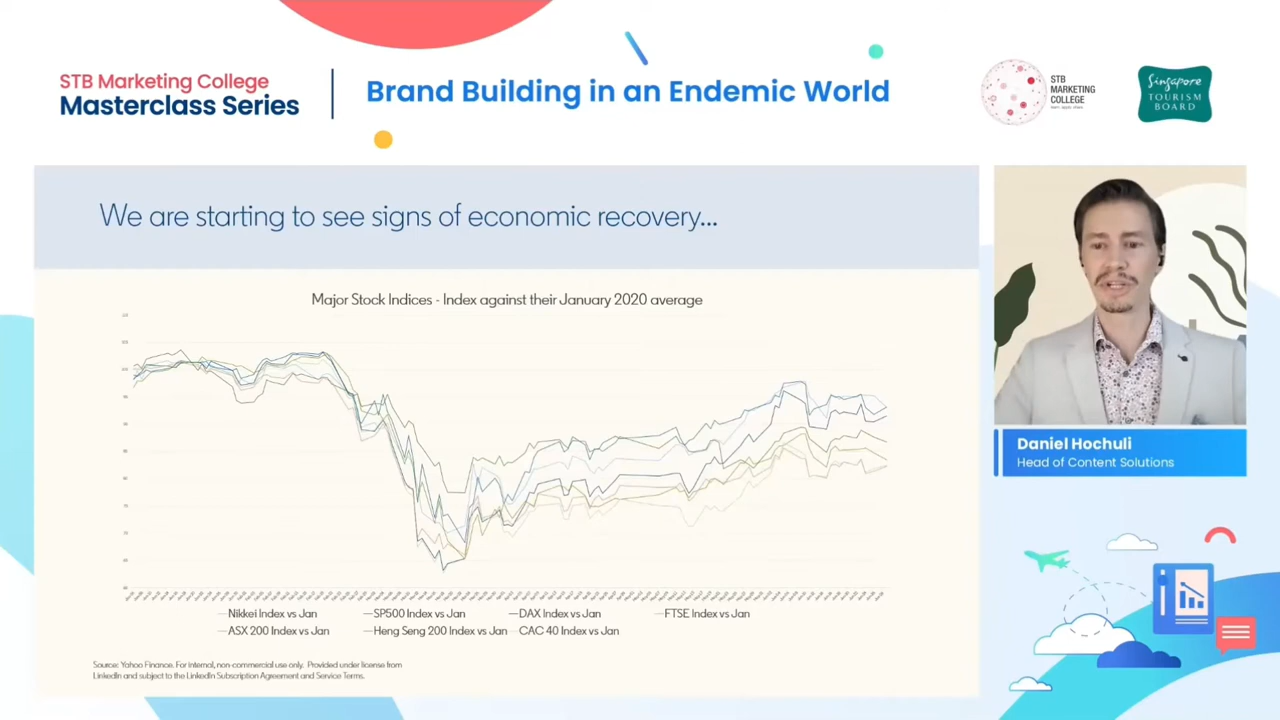 STB Marketing College
Masterclass Series
Brand Building in an Endemic World
STB
MARKETING
COLLEGE
Singapore
TOURISM
BOARD
We are starting to see signs of economic recovery...
Major Stock Indices - Index against their January 2020 average
Nikkei Index vs Jan
SP500 Index vs Jan
DAX Index vs Jan
FTSE Index vs Jan
ASX 200 Index vs Jan
Heng Seng 200 Index vs Jan
CAC 40 Index vs Jan
Source: Yahoo Finance. For internal, non-commercial use only. Provided under license from
LinkedIn and subject to the LinkedIn Subscription Agreement and Service Terms.
Daniel Hochuli
Head of Content Solutions